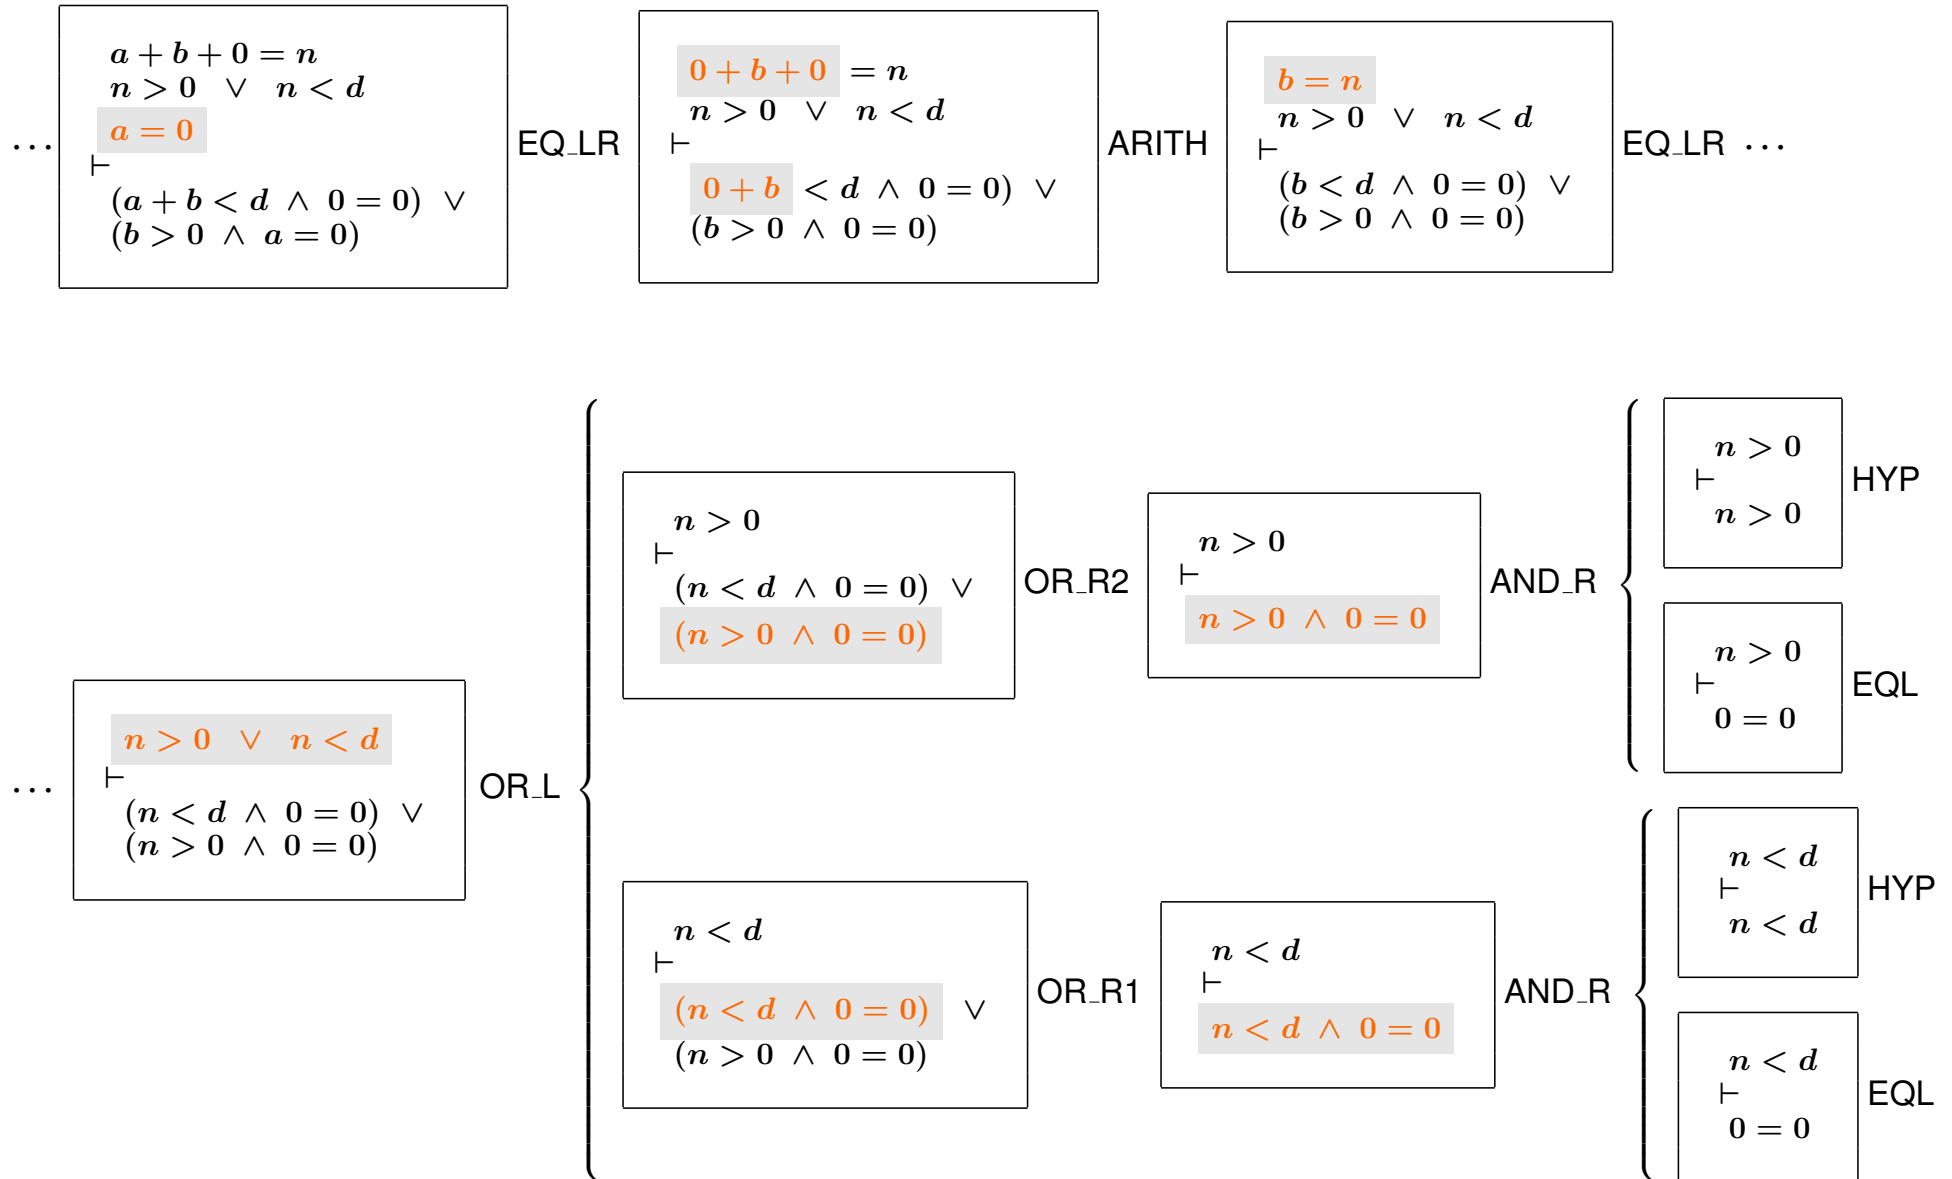 a + b + 0 = n
n > 0 ∨ n < d
a = 0
⊢
(a + b < d ∧ 0 = 0) ∨
(b > 0 ∧ a = 0)
...
EQ_LR
0 + b + 0 = n
n > 0 ∨ n < d
⊢
0 + b < d ∧ 0 = 0) ∨
(b > 0 ∧ 0 = 0)
ARITH
b = n
n > 0 ∨ n < d
⊢
(b < d ∧ 0 = 0) ∨
(b > 0 ∧ 0 = 0)
EQ_LR ...
...
n > 0 ∨ n < d
⊢
(n < d ∧ 0 = 0) ∨
(n > 0 ∧ 0 = 0)
OR_L
n > 0
⊢
(n < d ∧ 0 = 0) ∨
(n > 0 ∧ 0 = 0)
OR_R2
n > 0
⊢
n > 0 ∧ 0 = 0
AND_R
n > 0
⊢
n > 0
HYP
n > 0
⊢
0 = 0
EQL
n < d
⊢
(n < d ∧ 0 = 0) ∨
(n > 0 ∧ 0 = 0)
OR_R1
n < d
⊢
n < d ∧ 0 = 0
AND_R
n < d
⊢
n < d
HYP
n < d
⊢
0 = 0
EQL